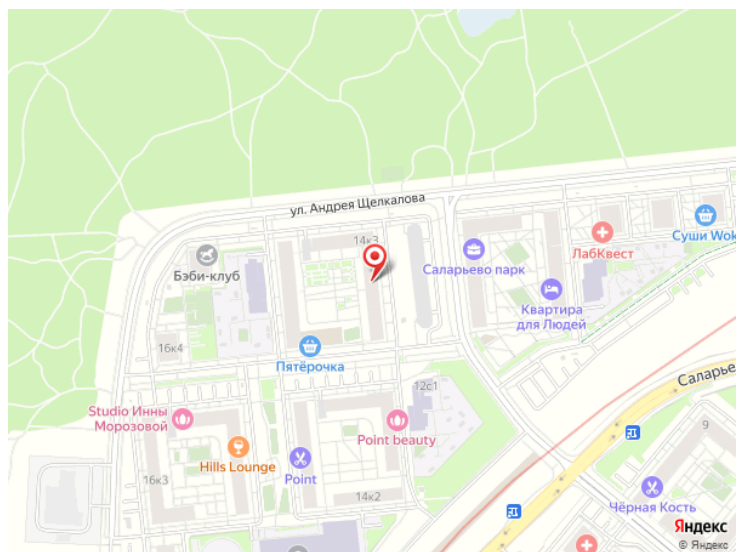 ул. Андрея Щелкалова
14к3
Бэби-клуб
Саларьево парк
ЛабКвест
Суши Wok
Квартира
для Людей
16к4
Пятёрочка
12с1
Саларье
Studio Инны
Морозовой
Point beauty
9
Hills Lounge
Point
16к3
14к2
Чёрная Кость
Яндекс
© Яндекс